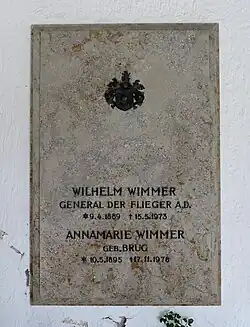 WILHELM WIMMER
GENERAL DER FLIEGER A.D.
* 9.4.1889 † 15.5.1973
ANNAMARIE WIMMER
GEB. BRUG
* 10.5.1895 † 17.11.1978